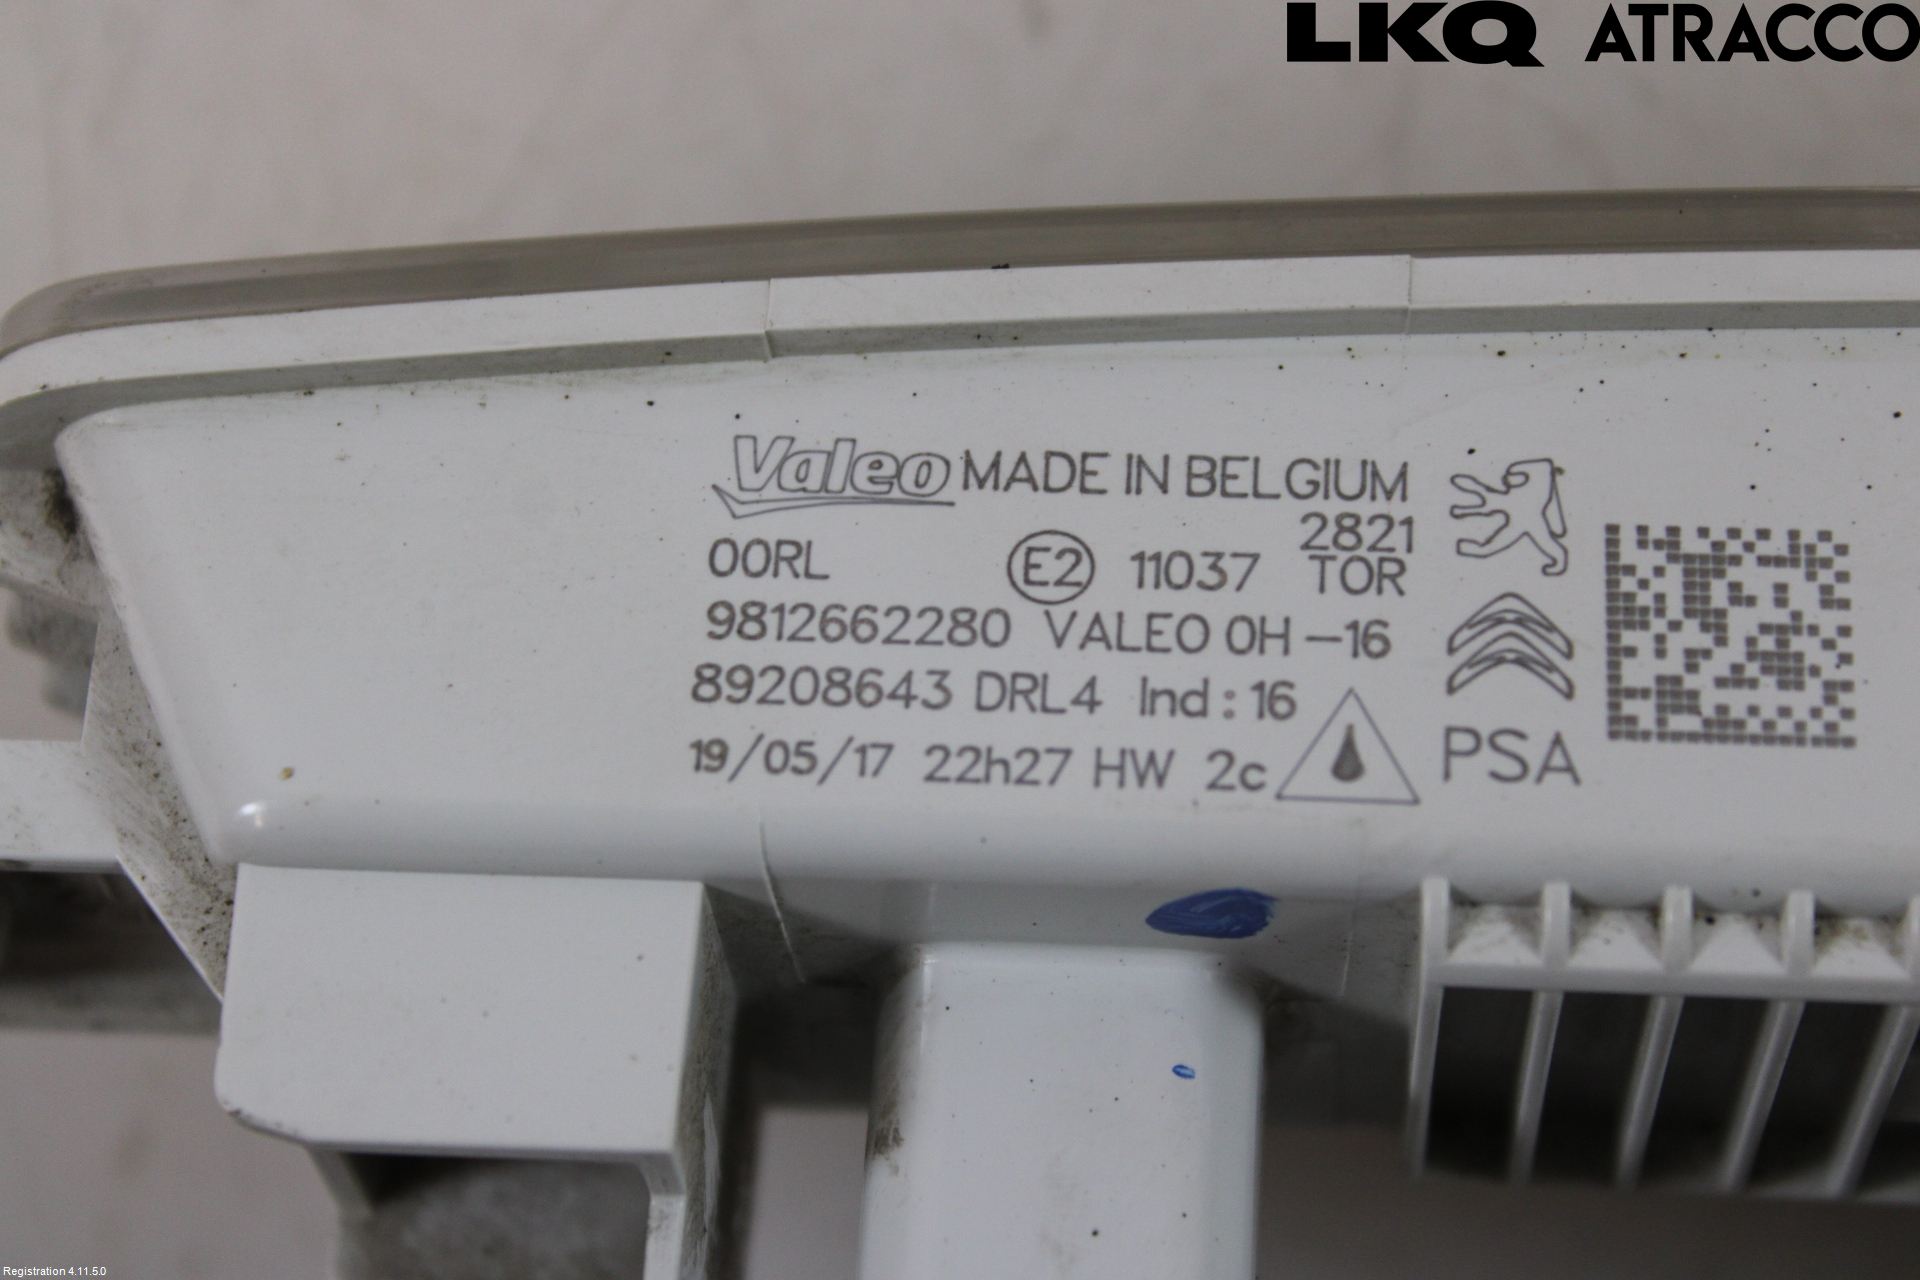 LKQ ATRACCO
Valeo MADE IN BELGIUM
2821
00RL E2 11037 TOR
9812662280 VALEO 0H-16
89208643 DRL4 Ind:16
19/05/17 22h27 HW 2c PSA
Registration 4.11.5.0